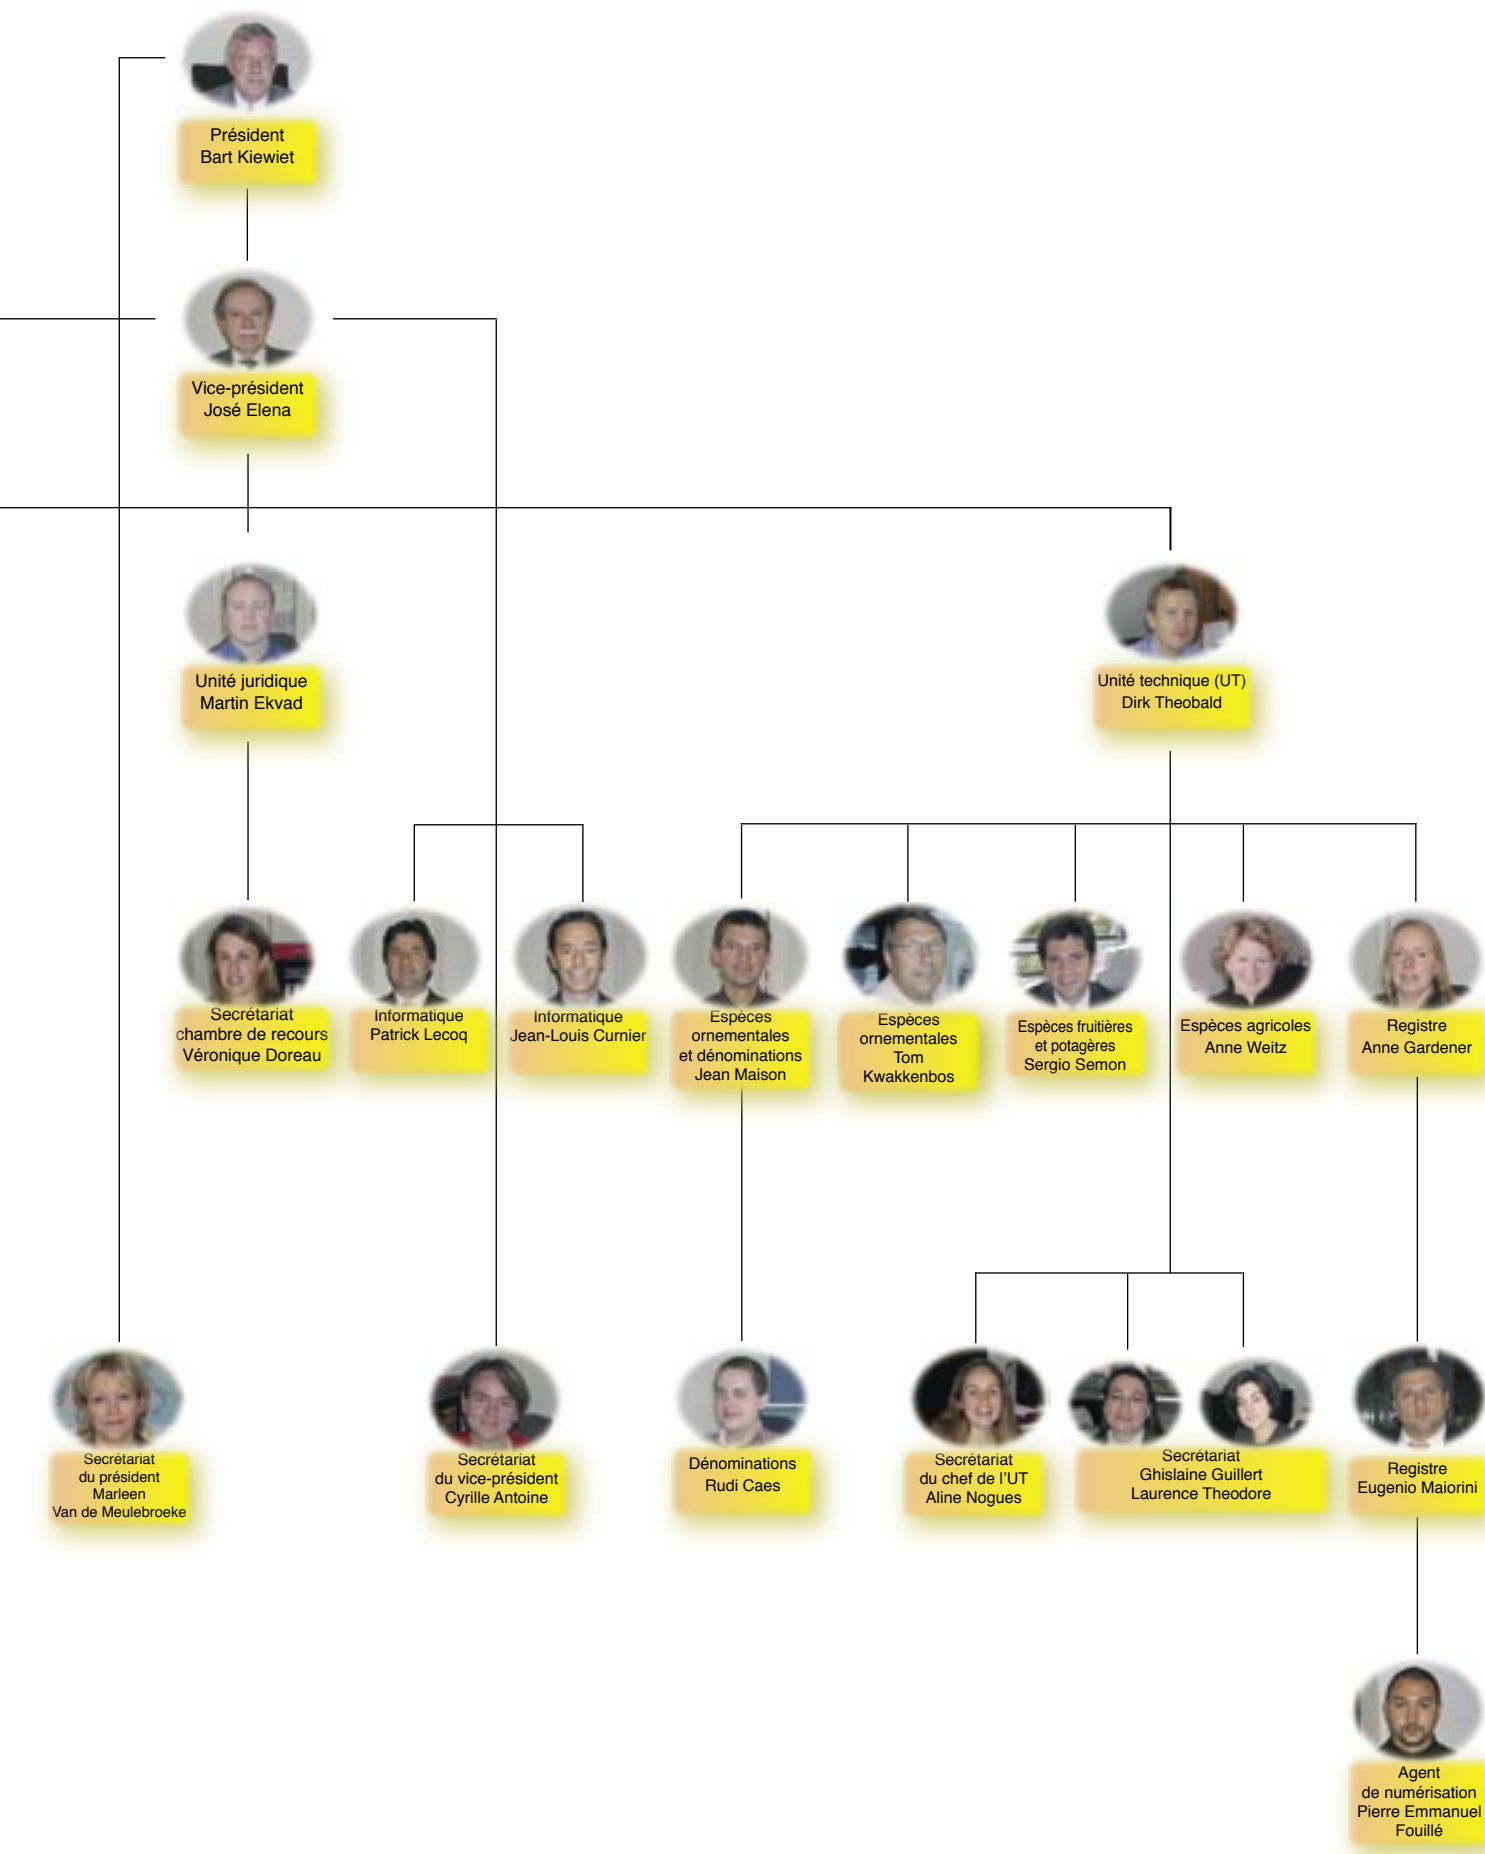 Président
Bart Kiewiet
Vice-président
José Elena
Unité juridique
Martin Ekvad
Unité technique (UT)
Dirk Theobald
Secrétariat
chambre de recours
Véronique Doreau
Informatique
Patrick Lecoq
Informatique
Jean-Louis Curnier
Espèces
ornementales
et dénominations
Jean Maison
Espèces
ornementales
Tom
Kwakkenbos
Espèces fruitières
et potagères
Sergio Semon
Espèces agricoles
Anne Weitz
Registre
Anne Gardener
Secrétariat
du président
Marleen
Van de Meulebroeke
Secrétariat
du vice-président
Cyrille Antoine
Dénominations
Rudi Caes
Secrétariat
du chef de l’UT
Aline Nogues
Secrétariat
Ghislaine Guillert
Laurence Theodore
Registre
Eugenio Maiorini
Agent
de numérisation
Pierre Emmanuel
Fouillé